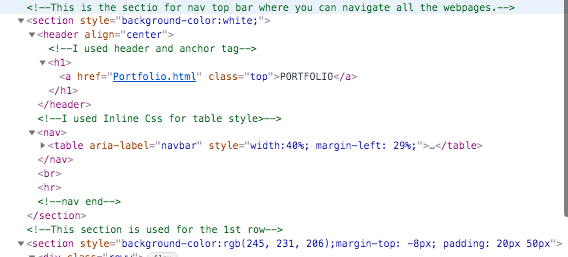 <!--This is the sectio for nav top bar where you can navigate all the webpages.-->
<section style="background-color:white;">
<header align="center">
<!--I used header and anchor tag-->
<h1>
<a href="Portfolio.html" class="top">PORTFOLIO</a>
</h1>
</header>
<!--I used Inline Css for table style>-->
<nav>
<table aria-label="navbar" style="width:40%; margin-left: 29%;">…</table>
</nav>
<br>
<hr>
<!--nav end-->
</section>
<!--This section is used for the 1st row-->
<section style="background-color:rgb(245, 231, 206);margin-top: -8px; padding: 20px 50px">